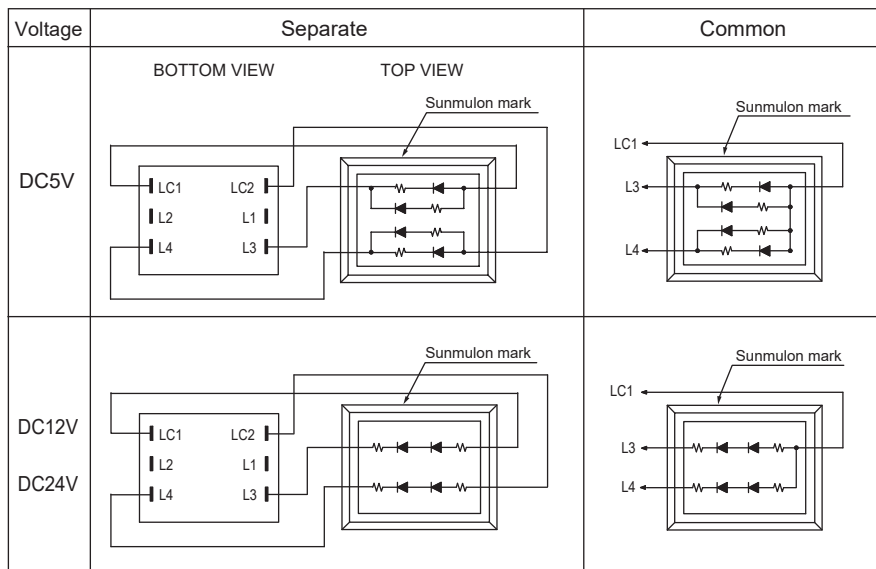 Voltage Separate Common
BOTTOM VIEW TOP VIEW
Sunmulon mark
Sunmulon mark
LC1
DC5V
LC1 LC2
L3
L2 L1
L4 L3
L4
Sunmulon mark
Sunmulon mark
LC1
DC12V
LC1 LC2
L3
L2 L1
DC24V
L4 L3
L4